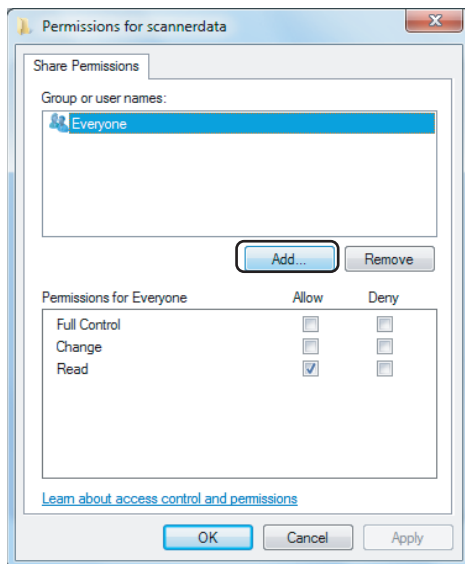 Permissions for scannerdata
Share Permissions
Group or user names:
Everyone
Add... Remove
Permissions for Everyone Allow Deny
Full Control
Change
Read
Learn about access control and permissions
OK Cancel Apply